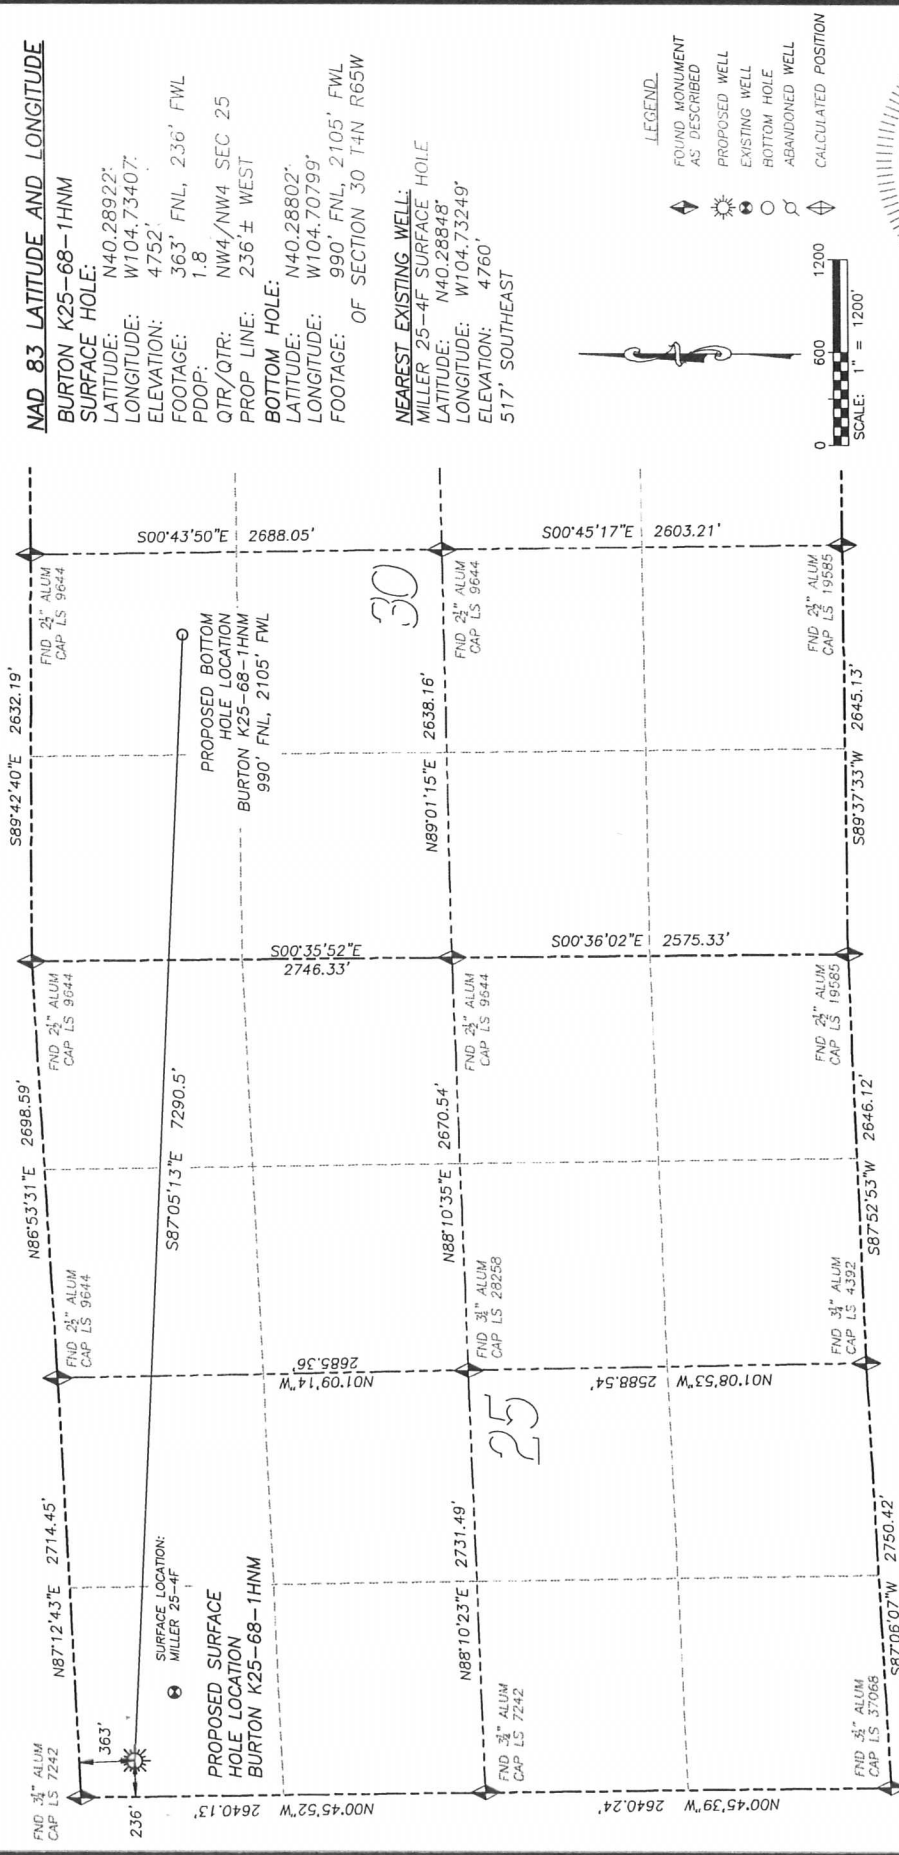 NAD 83 LATITUDE AND LONGITUDE
BURTON K25-68-1HNM
SURFACE HOLE:
LATITUDE: N40.28922°
LONGITUDE: W104.73407°
ELEVATION: 4752'
FOOTAGE: 363' FNL, 236' FWL
PDOP: 1.8
QTR/QTR: NW4/NW4 SEC 25
PROP LINE: 236'± WEST
BOTTOM HOLE:
LATITUDE: N40.28802°
LONGITUDE: W104.70799°
FOOTAGE: 990' FNL, 2105' FWL
OF SECTION 30 T4N R65W
NEAREST EXISTING WELL:
MILLER 25-4F SURFACE HOLE
LATITUDE: N40.28848°
LONGITUDE: W104.73249°
ELEVATION: 4760'
517' SOUTHEAST
LEGEND
FOUND MONUMENT
AS DESCRIBED
PROPOSED WELL
EXISTING WELL
BOTTOM HOLE
ABANDONED WELL
CALCULATED POSITION
0 600 1200
SCALE: 1" = 1200'
N87°12'43"E 2714.45'
N86°53'31"E 2698.59'
S89°42'40"E 2632.19'
FND 3¼" ALUM
CAP LS 7242
FND 2½" ALUM
CAP LS 9644
FND 2½" ALUM
CAP LS 9644
FND 2½" ALUM
CAP LS 9644
363'
236'
SURFACE LOCATION:
MILLER 25-4F
PROPOSED SURFACE
HOLE LOCATION
BURTON K25-68-1HNM
S87°05'13"E 7290.5'
PROPOSED BOTTOM
HOLE LOCATION
BURTON K25-68-1HNM
990' FNL, 2105' FWL
N00°45'52"W 2640.13'
N01°09'14"W
2685.36'
S00°35'52"E
2746.33'
S00°43'50"E 2688.05'
30
N88°10'23"E 2731.49'
N88°10'35"E 2670.54'
N89°01'15"E 2638.16'
FND 3¼" ALUM
CAP LS 7242
25
FND 3¼" ALUM
CAP LS 28258
FND 2½" ALUM
CAP LS 9644
FND 2½" ALUM
CAP LS 9644
N00°45'39"W 2640.24'
N01°08'53"W 2588.54'
S00°36'02"E 2575.33'
S00°45'17"E 2603.21'
FND 3¼" ALUM
CAP LS 37068
FND 3¼" ALUM
CAP LS 4392
FND 2½" ALUM
CAP LS 19585
FND 2½" ALUM
CAP LS 19585
S87°06'07"W 2750.42'
S87°52'53"W 2646.12'
S89°37'33"W 2645.13'